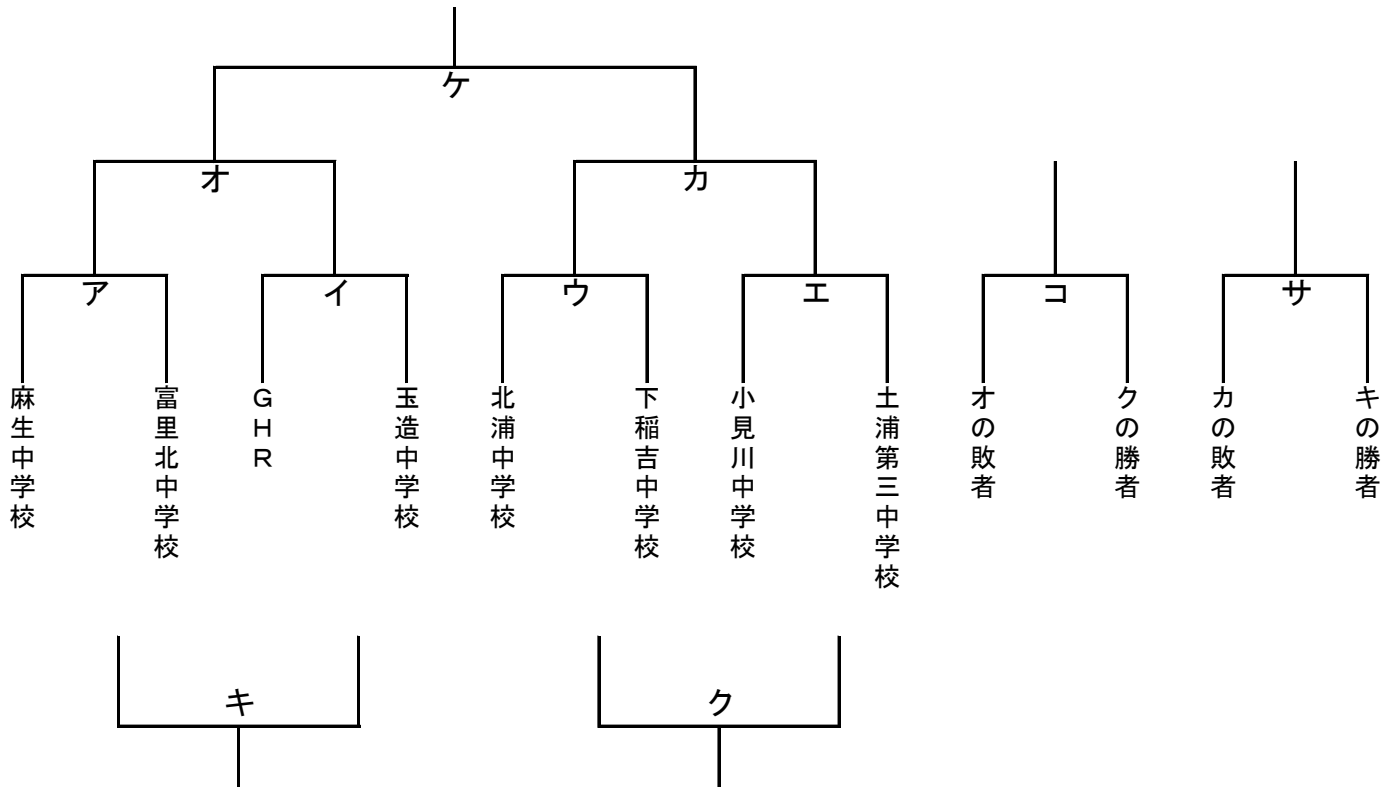 ケ
オ
カ
ア
イ
ウ
エ
コ
サ
麻生中学校
富里北中学校
GHR
玉造中学校
北浦中学校
下稲吉中学校
小見川中学校
土浦第三中学校
オの敗者
クの勝者
カの敗者
キの勝者
キ
ク